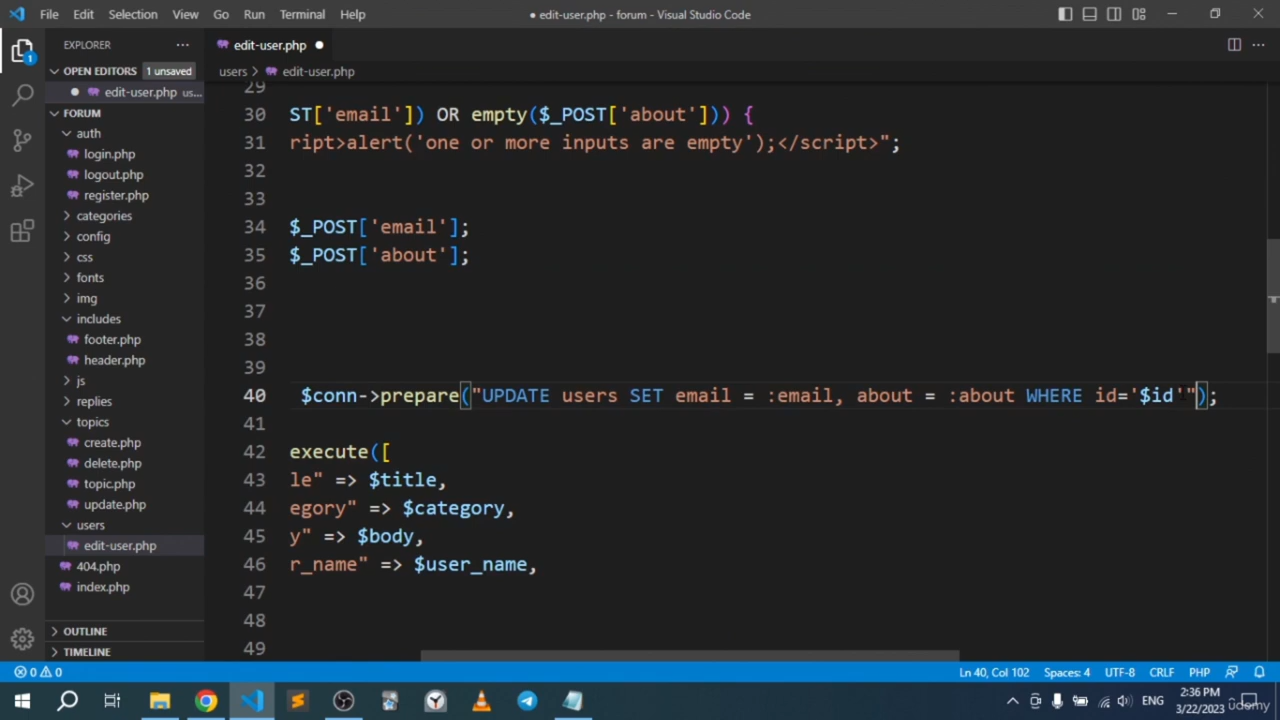 File Edit Selection View Go Run Terminal Help
● edit-user.php - forum - Visual Studio Code
EXPLORER
edit-user.php ●
OPEN EDITORS 1 unsaved
● edit-user.php us...
users > edit-user.php
FORUM
auth
login.php
logout.php
register.php
categories
config
css
fonts
img
includes
footer.php
header.php
js
replies
topics
create.php
delete.php
topic.php
update.php
users
edit-user.php
404.php
index.php
OUTLINE
TIMELINE
29
30 ST['email']) OR empty($_POST['about'])) {
31 ript>alert('one or more inputs are empty');</script>";
32
33
34 $_POST['email'];
35 $_POST['about'];
36
37
38
39
40 $conn->prepare("UPDATE users SET email = :email, about = :about WHERE id='$id'");
41
42 execute([
43 le" => $title,
44 egory" => $category,
45 y" => $body,
46 r_name" => $user_name,
47
48
49
0 0
Ln 40, Col 102 Spaces: 4 UTF-8 CRLF PHP
ENG
2:36 PM
3/22/2023
udemy